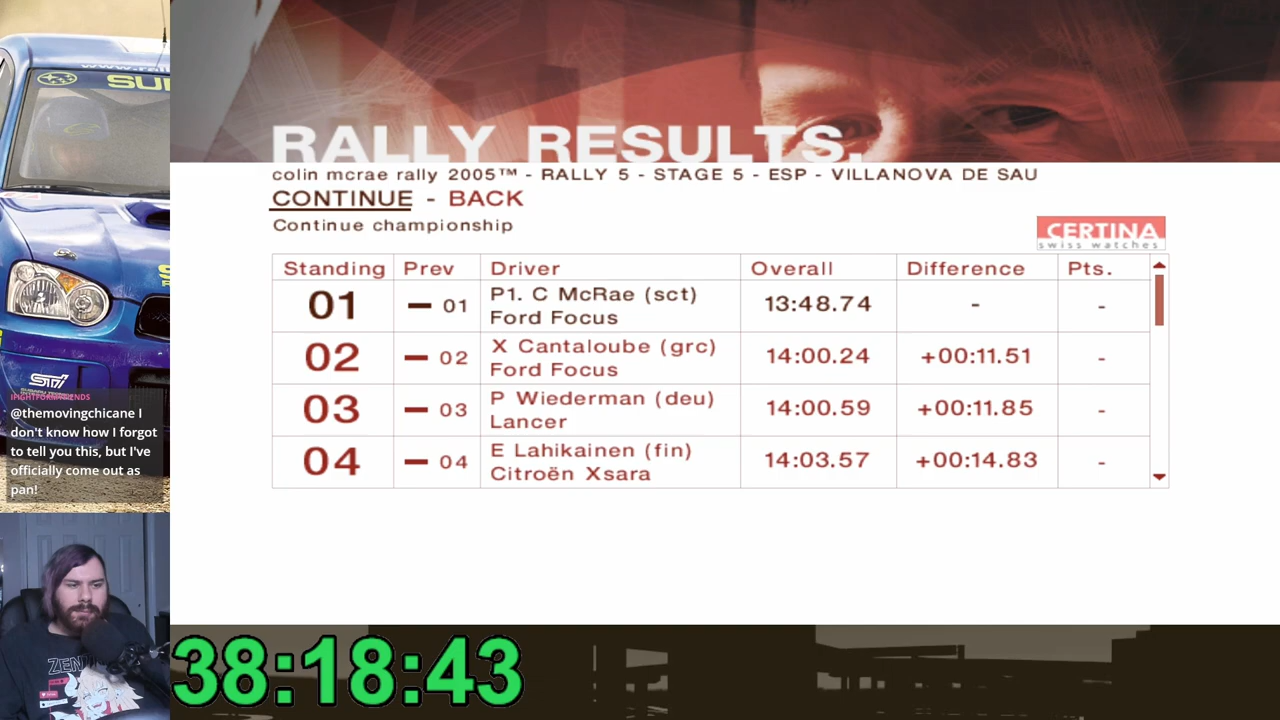 RALLY RESULTS.
colin mcrae rally 2005™ - RALLY 5 - STAGE 5 - ESP - VILLANOVA DE SAU
CONTINUE - BACK
Continue championship
CERTINA
swiss watches
Standing Prev Driver Overall Difference Pts.
01 — 01 P1. C McRae (sct) 13:48.74 - -
Ford Focus
02 — 02 X Cantaloube (grc) 14:00.24 +00:11.51 -
Ford Focus
03 — 03 P Wiederman (deu) 14:00.59 +00:11.85 -
Lancer
04 — 04 E Lahikainen (fin) 14:03.57 +00:14.83 -
Citroën Xsara
SU
STi
@themovingchicane I
don't know how I forgot
to tell you this, but I've
officially come out as
pan!
ZEN
38:18:43